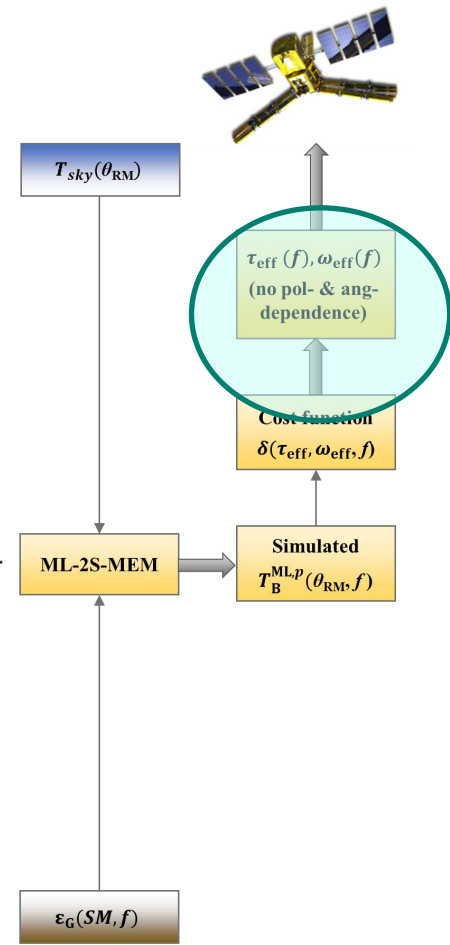 T_sky(θ_RM)
τ_eff (f), ω_eff(f)
(no pol- & ang-
dependence)
Cost function
δ(τ_eff, ω_eff, f)
ML-2S-MEM
Simulated
T_B^{ML,p}(θ_RM, f)
ε_G(SM, f)